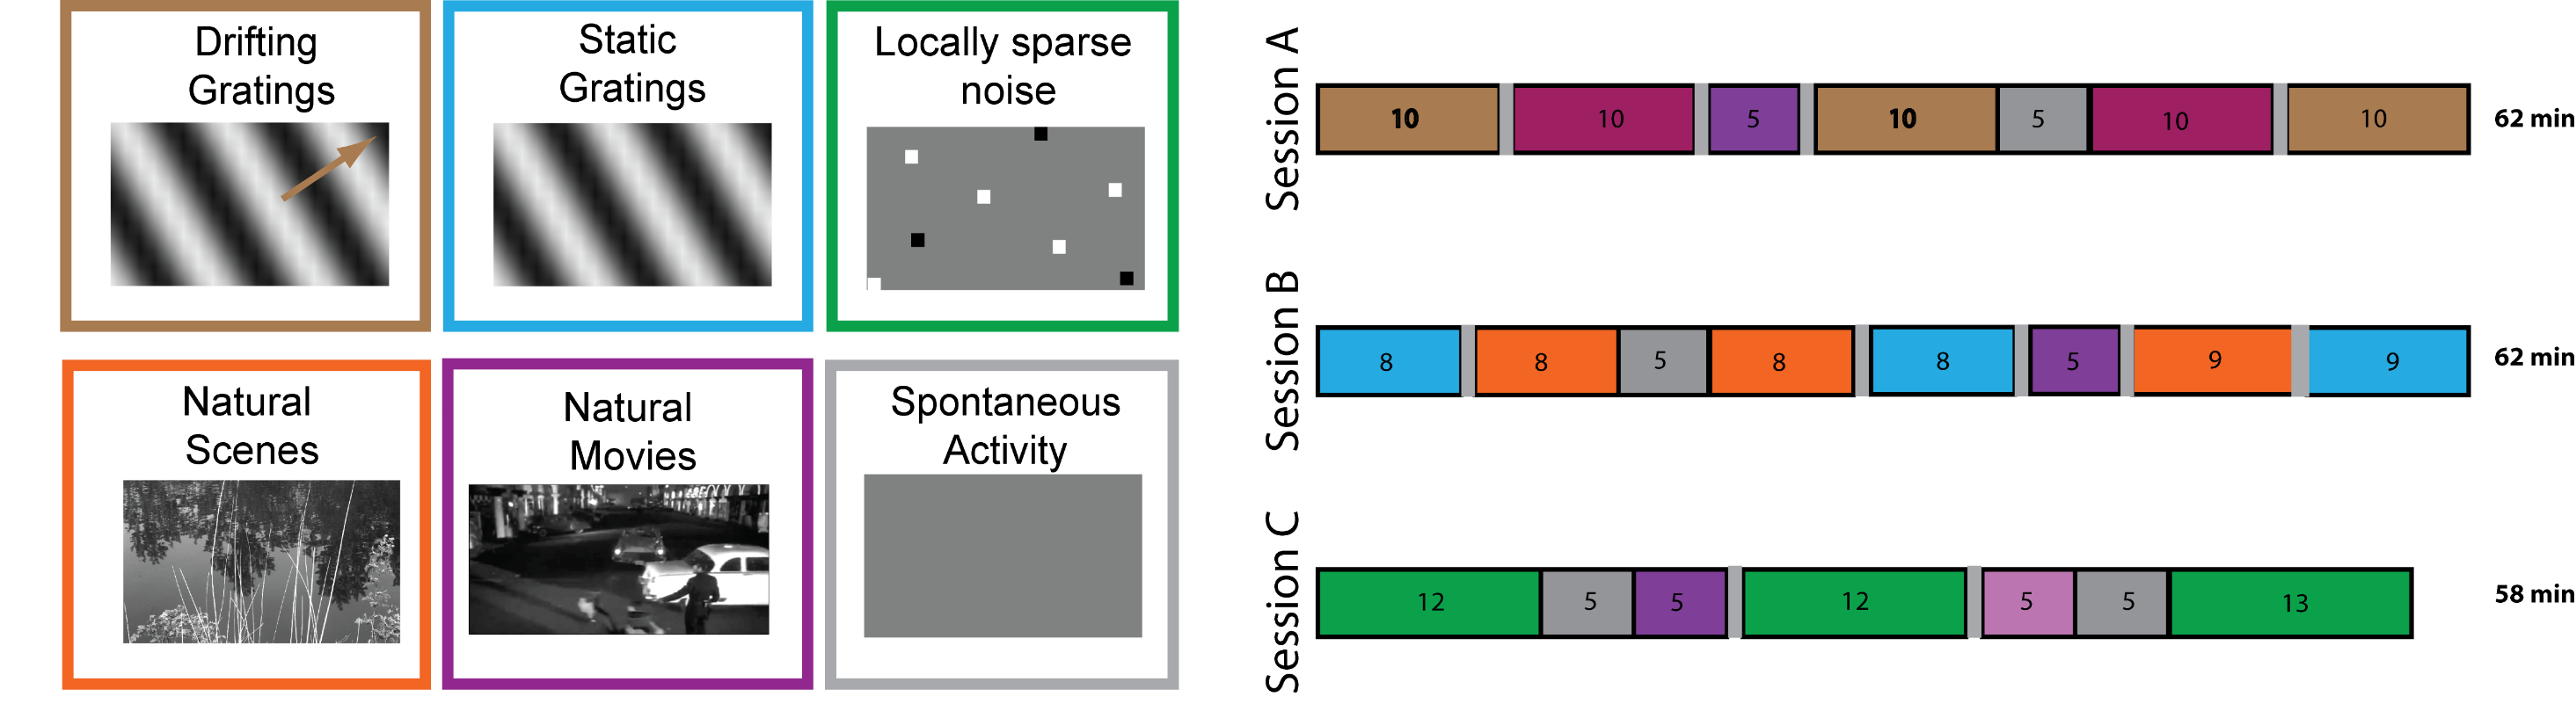 Drifting
Gratings
Static
Gratings
Locally sparse
noise
Natural
Scenes
Natural
Movies
Spontaneous
Activity
Session A
10 10 5 10 5 10 10 62 min
Session B
8 8 5 8 8 5 9 9 62 min
Session C
12 5 5 12 5 5 13 58 min